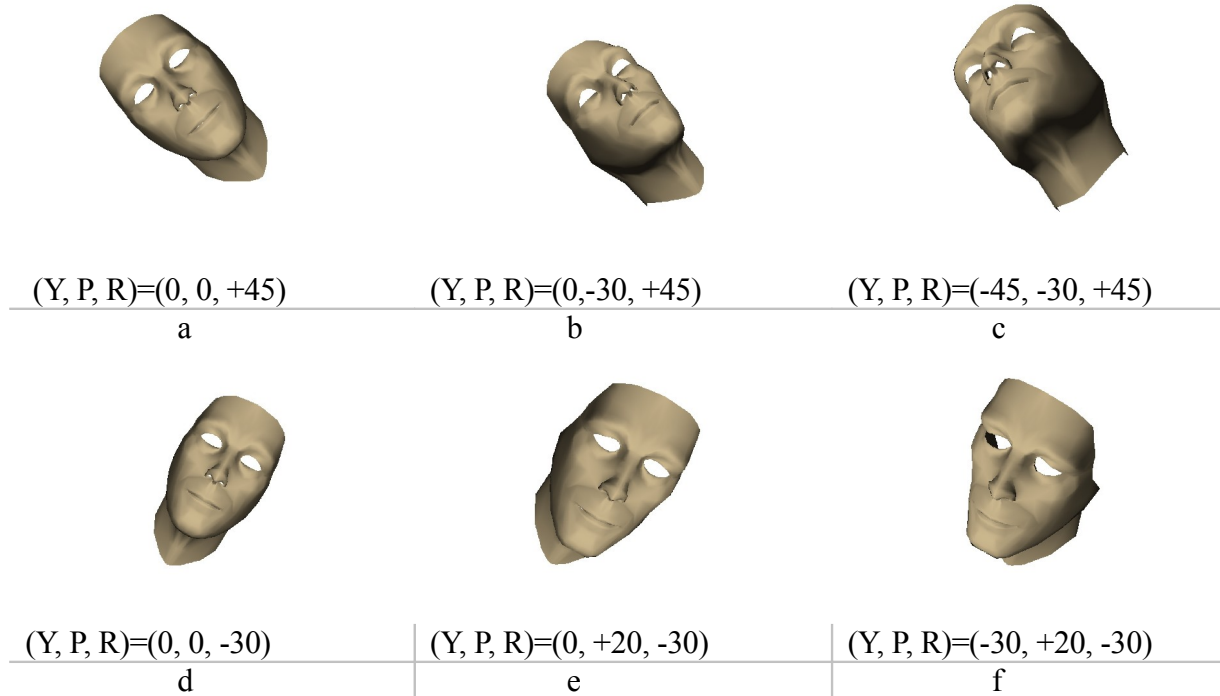 (Y, P, R)=(0, 0, +45)
(Y, P, R)=(0,-30, +45)
(Y, P, R)=(-45, -30, +45)
a
b
c
(Y, P, R)=(0, 0, -30)
(Y, P, R)=(0, +20, -30)
(Y, P, R)=(-30, +20, -30)
d
e
f